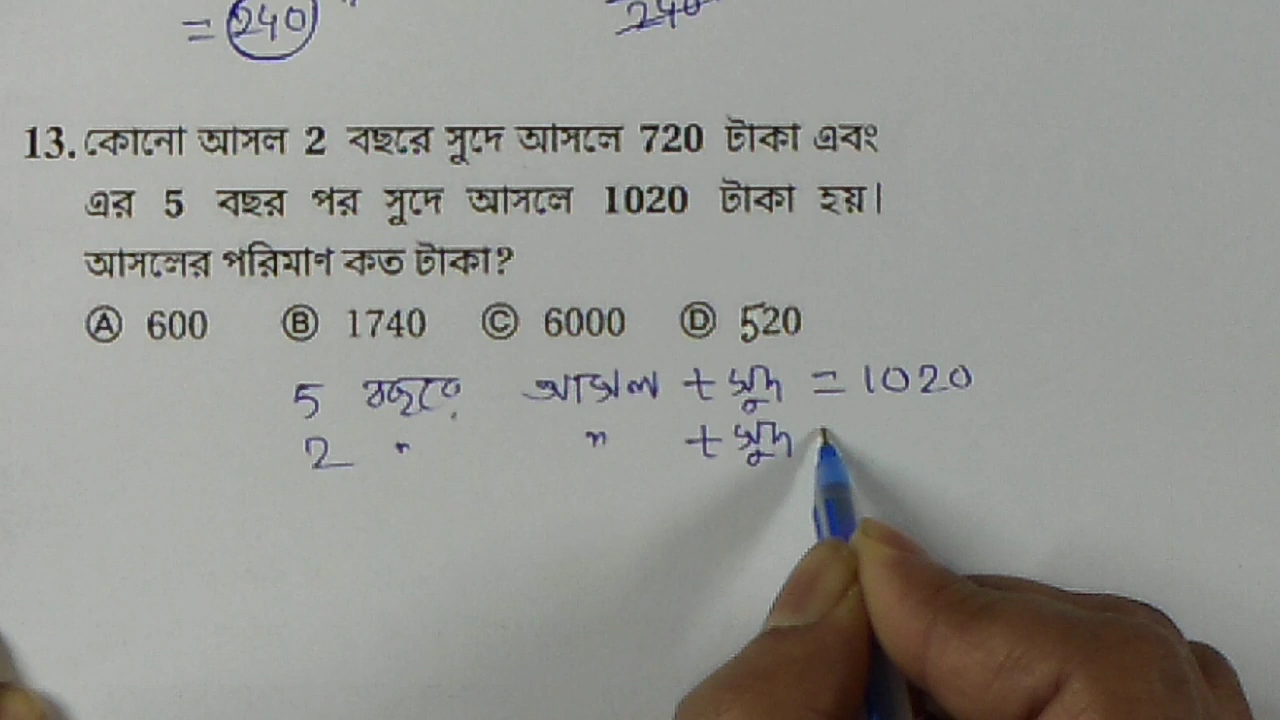 = 240
240
13. কোনো আসল 2 বছরে সুদে আসলে 720 টাকা এবং
এর 5 বছর পর সুদে আসলে 1020 টাকা হয়।
আসলের পরিমাণ কত টাকা?
Ⓐ 600 Ⓑ 1740 Ⓒ 6000 Ⓓ 520
5 বছরে আসল + সুদ = 1020
2 " " + সুদ